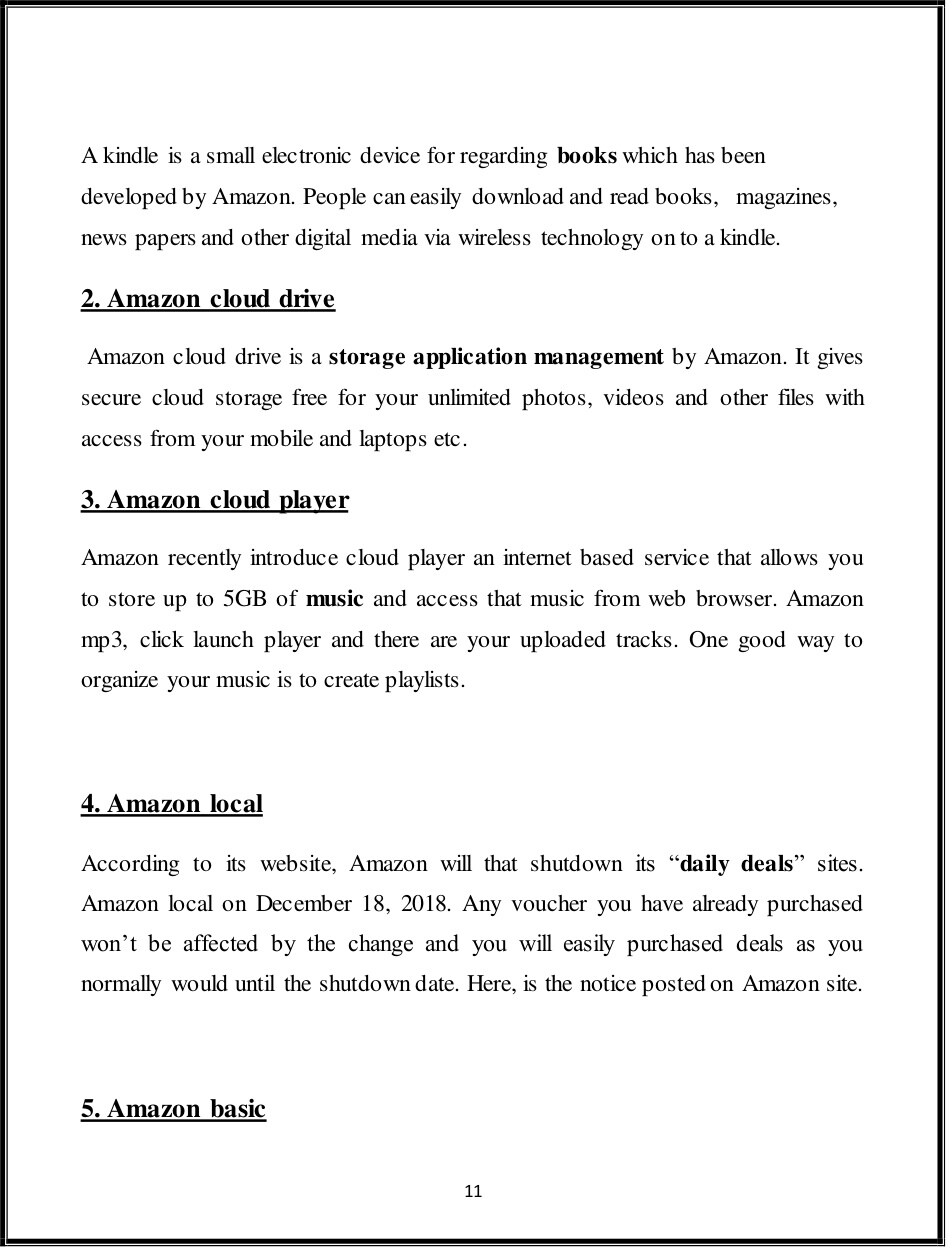 A kindle is a small electronic device for regarding books which has been
developed by Amazon. People can easily download and read books, magazines,
news papers and other digital media via wireless technology on to a kindle.
2. Amazon cloud drive
Amazon cloud drive is a storage application management by Amazon. It gives
secure cloud storage free for your unlimited photos, videos and other files with
access from your mobile and laptops etc.
3. Amazon cloud player
Amazon recently introduce cloud player an internet based service that allows you
to store up to 5GB of music and access that music from web browser. Amazon
mp3, click launch player and there are your uploaded tracks. One good way to
organize your music is to create playlists.
4. Amazon local
According to its website, Amazon will that shutdown its “daily deals” sites.
Amazon local on December 18, 2018. Any voucher you have already purchased
won’t be affected by the change and you will easily purchased deals as you
normally would until the shutdown date. Here, is the notice posted on Amazon site.
5. Amazon basic
11